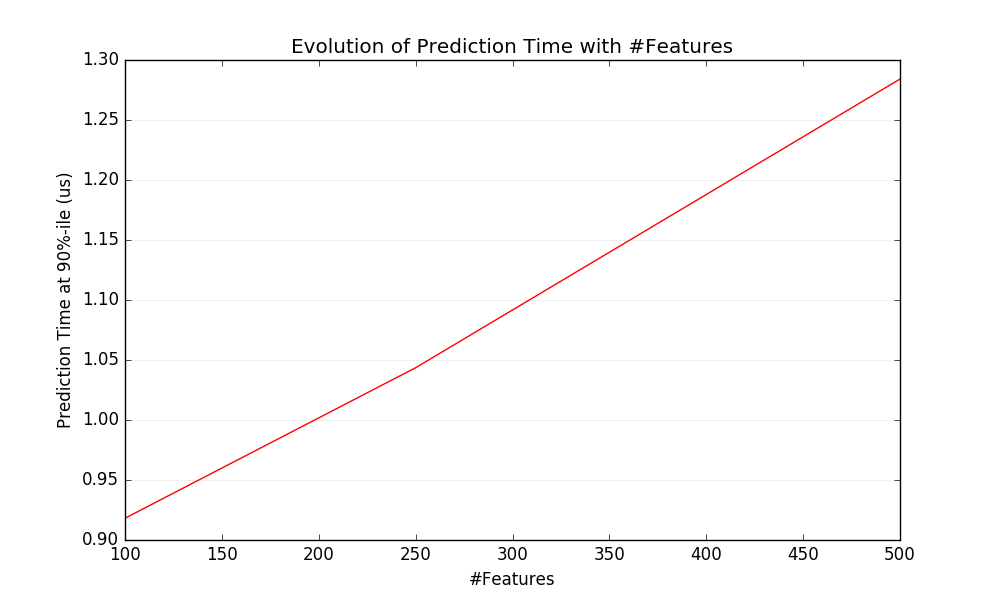 Evolution of Prediction Time with #Features
1.30
1.25
1.20
1.15
1.10
1.05
1.00
0.95
0.90
Prediction Time at 90%-ile (us)
100 150 200 250 300 350 400 450 500
#Features